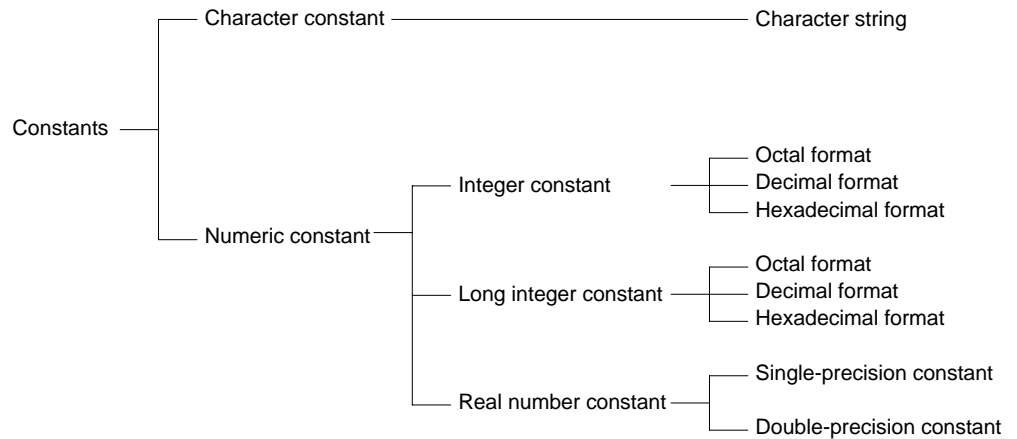 Character constant
Character string
Constants
Numeric constant
Integer constant
Octal format
Decimal format
Hexadecimal format
Long integer constant
Octal format
Decimal format
Hexadecimal format
Real number constant
Single-precision constant
Double-precision constant